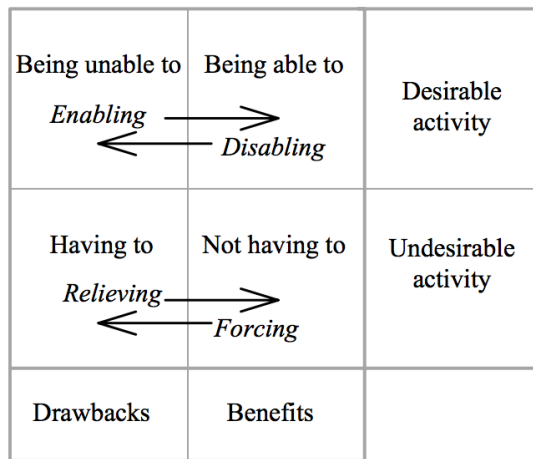 Being unable to
Being able to
Enabling
Disabling
Desirable
activity
Having to
Not having to
Relieving
Forcing
Undesirable
activity
Drawbacks
Benefits